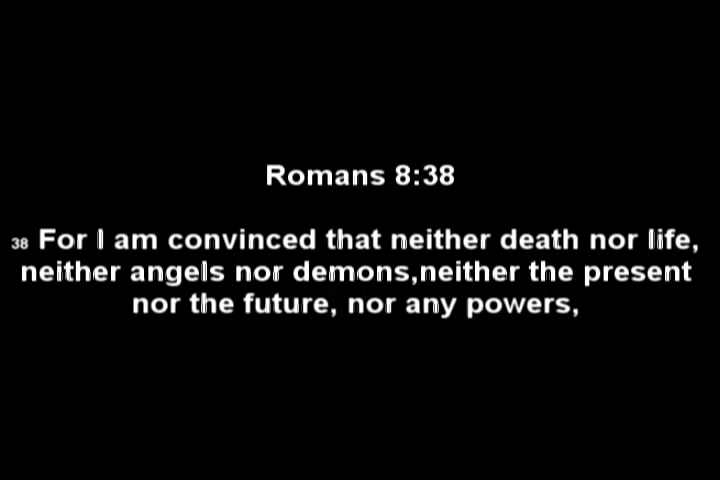 Romans 8:38
38 For I am convinced that neither death nor life,
neither angels nor demons,neither the present
nor the future, nor any powers,